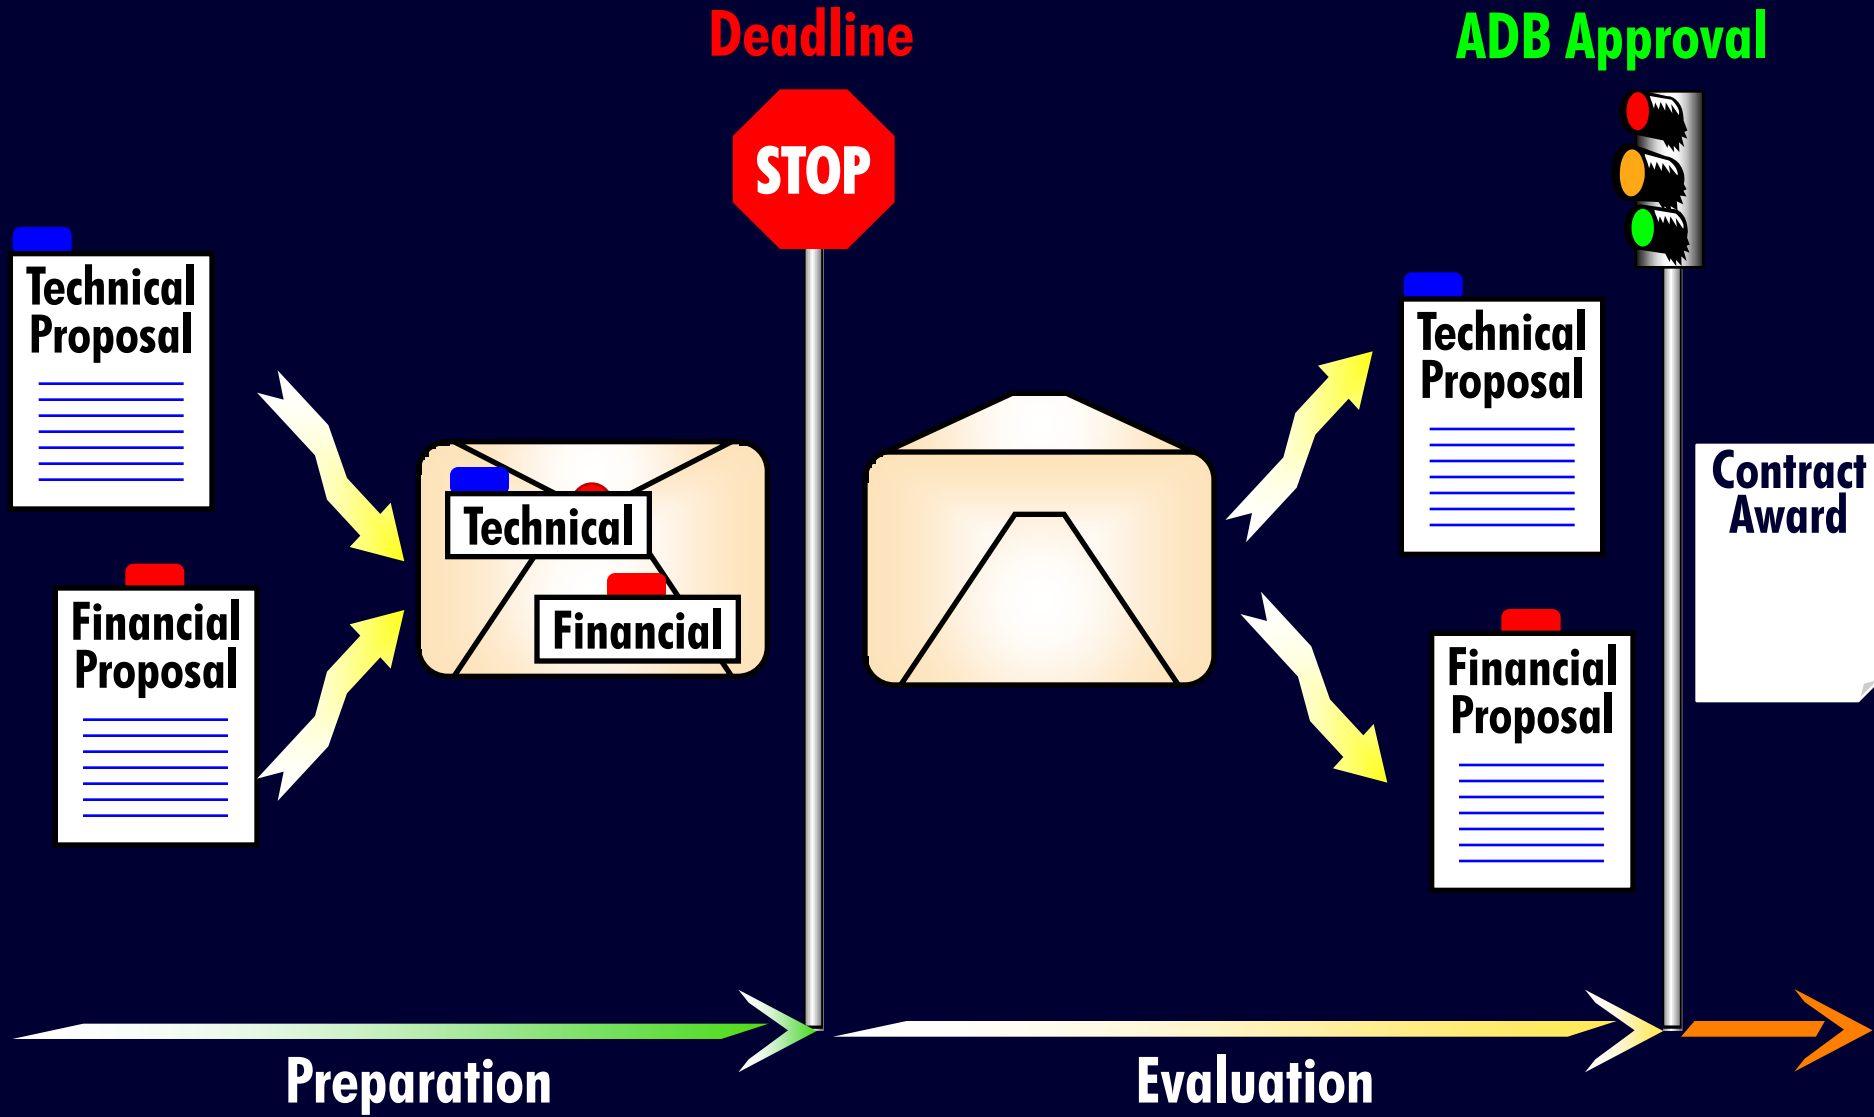 Deadline
ADB Approval
STOP
Technical
Proposal
Financial
Proposal
Technical
Financial
Technical
Proposal
Financial
Proposal
Contract
Award
Preparation
Evaluation